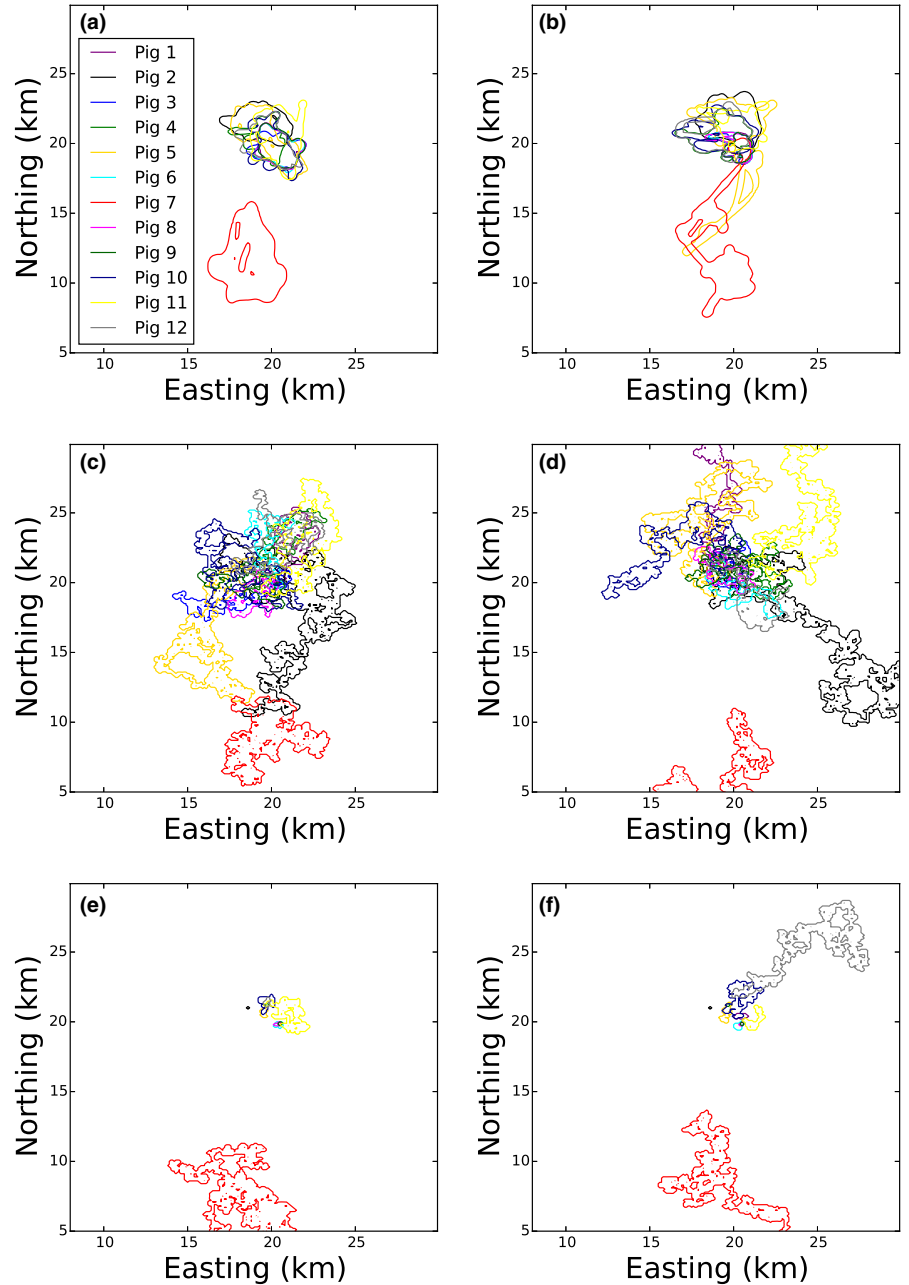 (a)
Pig 1
Pig 2
Pig 3
Pig 4
Pig 5
Pig 6
Pig 7
Pig 8
Pig 9
Pig 10
Pig 11
Pig 12
Northing (km)
25
20
15
10
5
10 15 20 25
Easting (km)
(b)
Northing (km)
25
20
15
10
5
10 15 20 25
Easting (km)
(c)
Northing (km)
25
20
15
10
5
10 15 20 25
Easting (km)
(d)
Northing (km)
25
20
15
10
5
10 15 20 25
Easting (km)
(e)
Northing (km)
25
20
15
10
5
10 15 20 25
Easting (km)
(f)
Northing (km)
25
20
15
10
5
10 15 20 25
Easting (km)